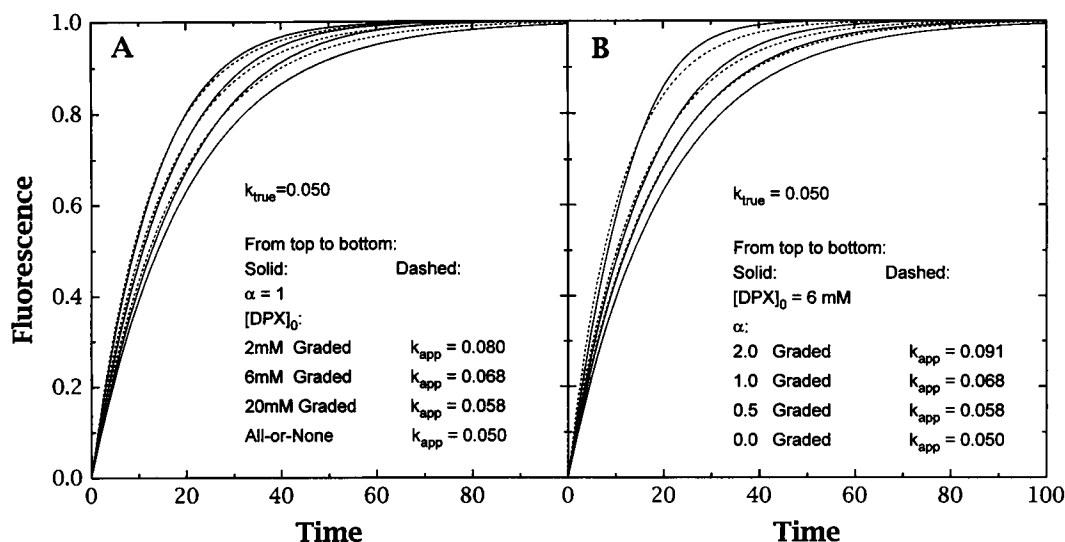 A
B
Fluorescence
1.0
0.8
0.6
0.4
0.2
0.0
k_true=0.050
From top to bottom:
Solid: Dashed:
α = 1
[DPX]₀:
2mM Graded k_app = 0.080
6mM Graded k_app = 0.068
20mM Graded k_app = 0.058
All-or-None k_app = 0.050
0 20 40 60 80
Time
k_true = 0.050
From top to bottom:
Solid: Dashed:
[DPX]₀ = 6 mM
α:
2.0 Graded k_app = 0.091
1.0 Graded k_app = 0.068
0.5 Graded k_app = 0.058
0.0 Graded k_app = 0.050
0 20 40 60 80 100
Time